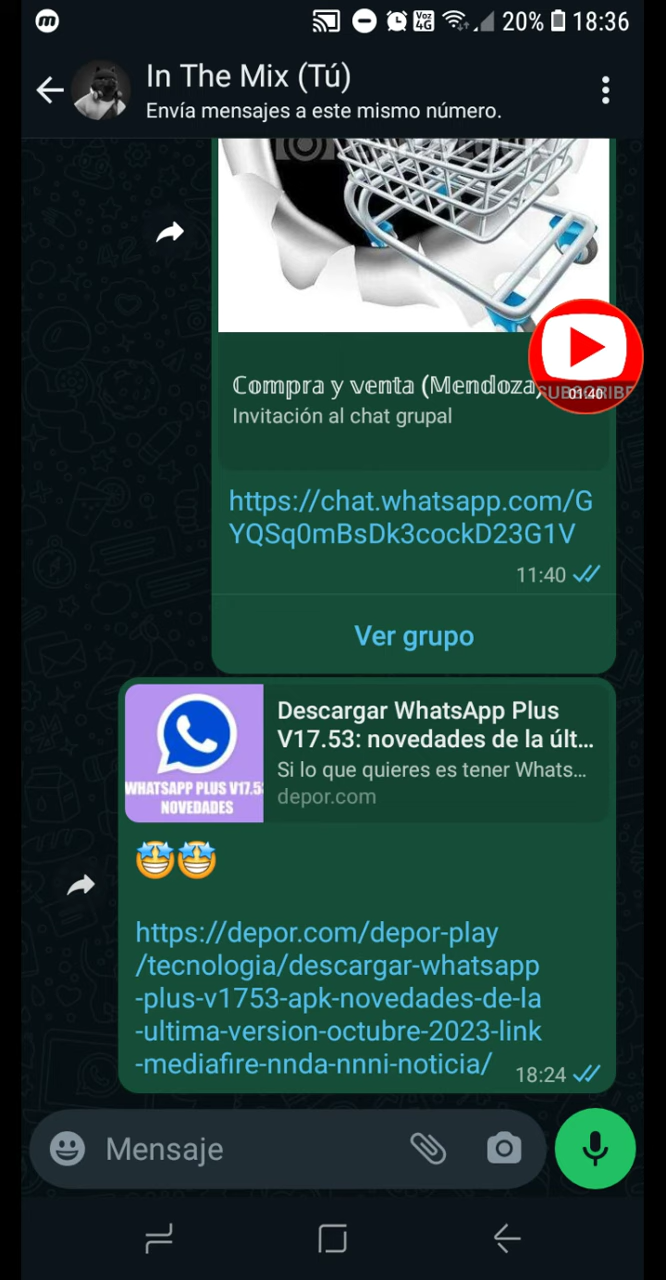 m
Voz
4G
20%
18:36
In The Mix (Tú)
Envía mensajes a este mismo número.
ℂ𝕠𝕞𝕡𝕣𝕒 𝕪 𝕧𝕖𝕟𝕥𝕒 (𝕄𝕖𝕟𝕕𝕠𝕫𝕒)
SUBSCRIBE
01:40
Invitación al chat grupal
https://chat.whatsapp.com/G
YQSq0mBsDk3cockD23G1V
11:40
Ver grupo
WHATSAPP PLUS V17.53
NOVEDADES
Descargar WhatsApp Plus
V17.53: novedades de la últ...
Si lo que quieres es tener Whats...
depor.com
🤩🤩
https://depor.com/depor-play
/tecnologia/descargar-whatsapp
-plus-v1753-apk-novedades-de-la
-ultima-version-octubre-2023-link
-mediafire-nnda-nnni-noticia/
18:24
Mensaje